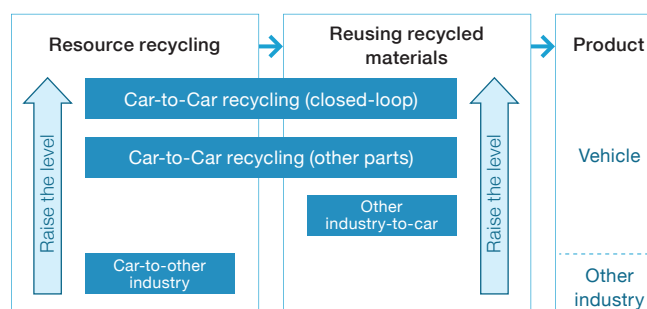 Resource recycling
Reusing recycled
materials
Product
Raise the level
Car-to-Car recycling (closed-loop)
Car-to-Car recycling (other parts)
Other
industry-to-car
Car-to-other
industry
Raise the level
Vehicle
Other
industry